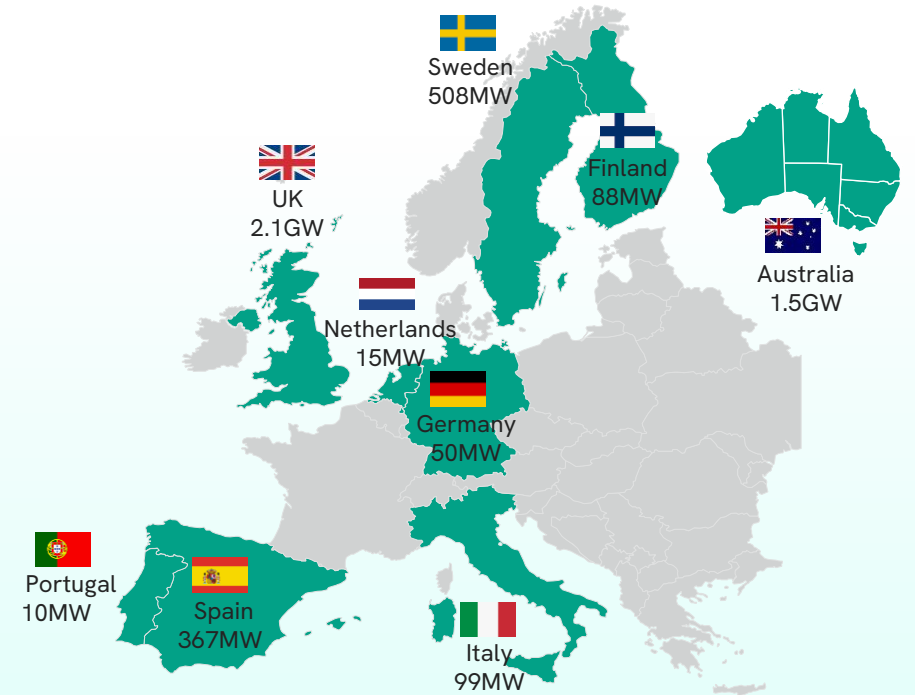 Sweden
508MW
UK
2.1GW
Finland
88MW
Australia
1.5GW
Netherlands
15MW
Germany
50MW
Portugal
10MW
Spain
367MW
Italy
99MW